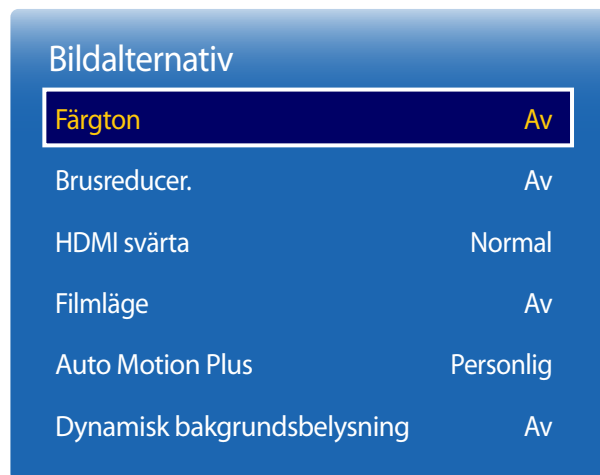 Bildalternativ
Färgton Av
Brusreducer. Av
HDMI svärta Normal
Filmläge Av
Auto Motion Plus Personlig
Dynamisk bakgrundsbelysning Av